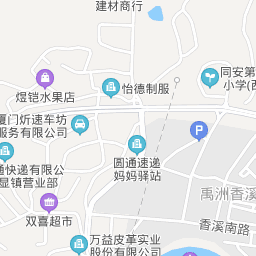 建材商行
同安第
小学(西
怡德制服
煜铠水果店
厦门炘速车坊
服务有限公司
圆通速递
妈妈驿站
通快递有限公
显镇营业部
禹洲香溪
香溪南路
双喜超市
万益皮革实业
股份有限公司